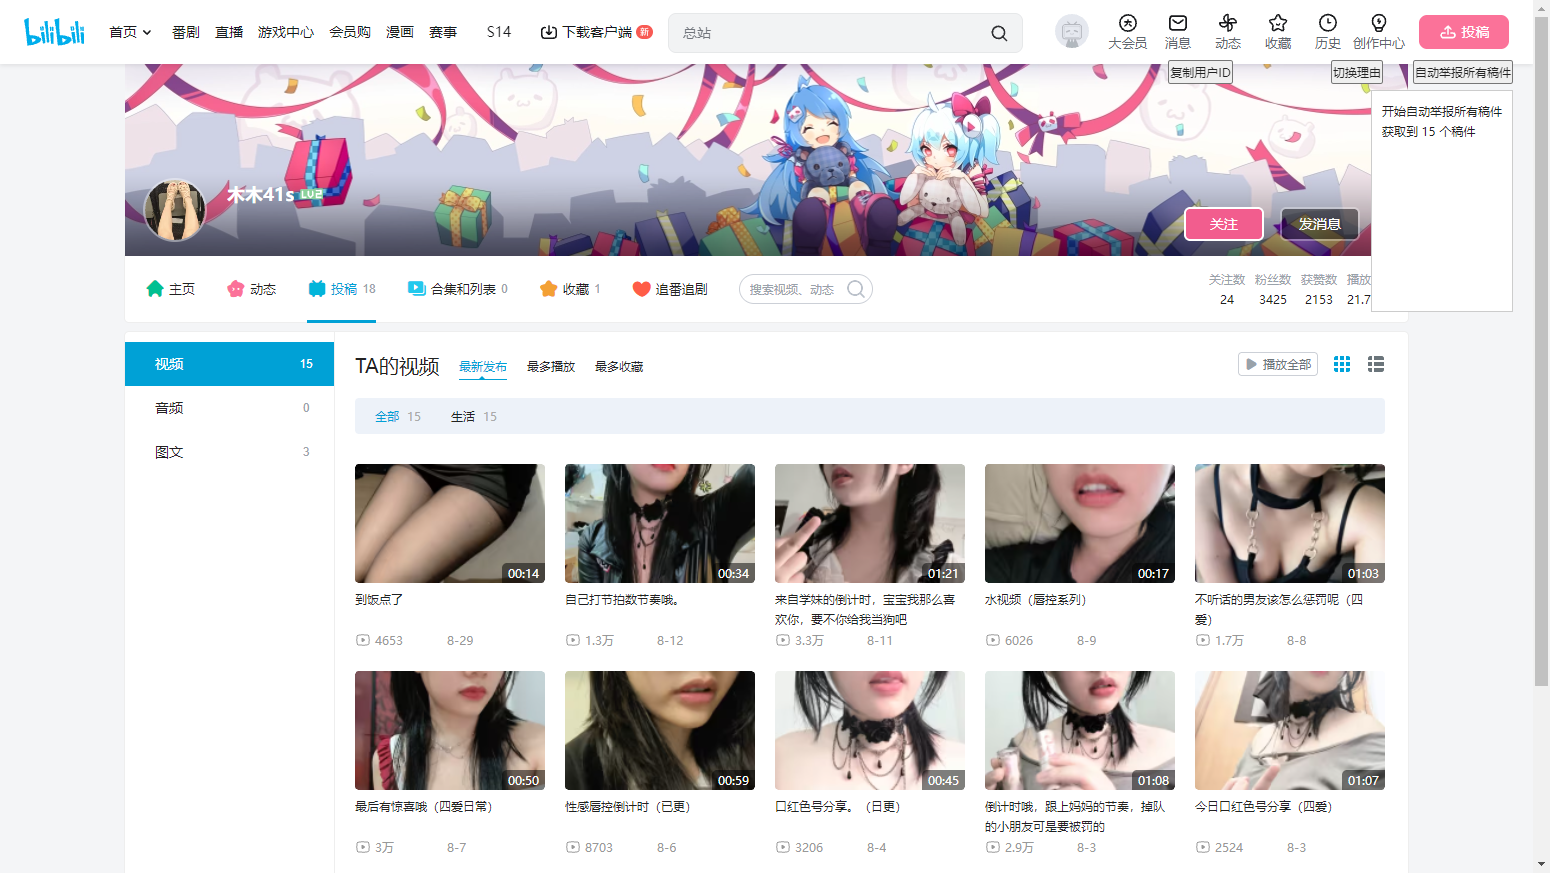 bilibili
首页
番剧
直播
游戏中心
会员购
漫画
赛事
S14
下载客户端
新
总站
大会员
消息
动态
收藏
历史
创作中心
投稿
复制用户ID
切换理由
自动举报所有稿件
开始自动举报所有稿件
获取到 15 个稿件
木木41s LV2
关注
发消息
主页
动态
投稿 18
合集和列表 0
收藏 1
追番追剧
搜索视频、动态
关注数 粉丝数 获赞数 播放
24 3425 2153 21.7
视频 15
音频 0
图文 3
TA的视频
最新发布
最多播放
最多收藏
播放全部
全部 15
生活 15
00:14
00:34
01:21
00:17
01:03
到饭点了
4653 8-29
自己打节拍数节奏哦。
1.3万 8-12
来自学妹的倒计时，宝宝我那么喜
欢你，要不你给我当狗吧
3.3万 8-11
水视频（唇控系列）
6026 8-9
不听话的男友该怎么惩罚呢（四
爱）
1.7万 8-8
00:50
00:59
00:45
01:08
01:07
最后有惊喜哦（四爱日常）
3万 8-7
性感唇控倒计时（已更）
8703 8-6
口红色号分享。（日更）
3206 8-4
倒计时哦，跟上妈妈的节奏，掉队
的小朋友可是要被罚的
2.9万 8-3
今日口红色号分享（四爱）
2524 8-3